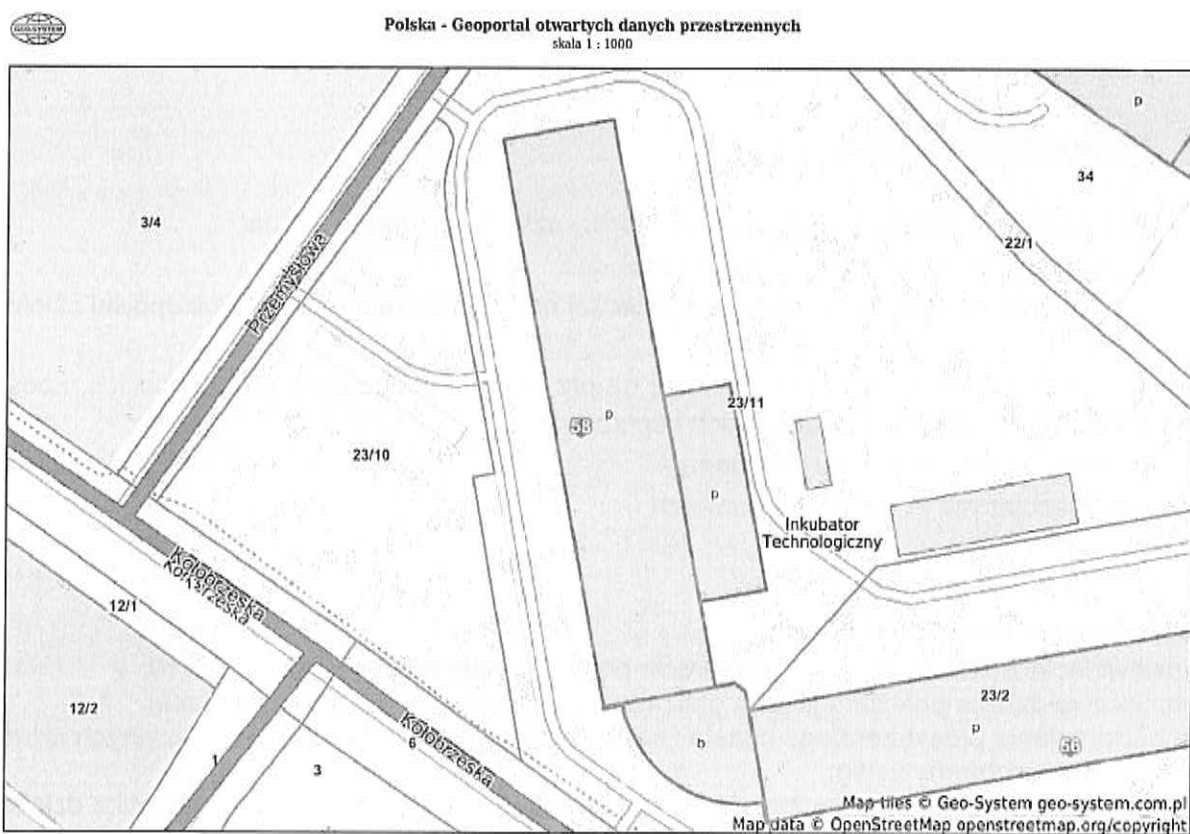 GEO-SYSTEM
Polska - Geoportal otwartych danych przestrzennych
skala 1 : 1000
p
34
3/4
22/1
Przemysłowa
23/11
p
58
23/10
p
Inkubator
Technologiczny
Kołobrzeska
Kołobrzeska
12/1
23/2
12/2
p
Kołobrzeska
6
b
56
1
3
Map tiles © Geo-System geo-system.com.pl
Map data © OpenStreetMap openstreetmap.org/copyright